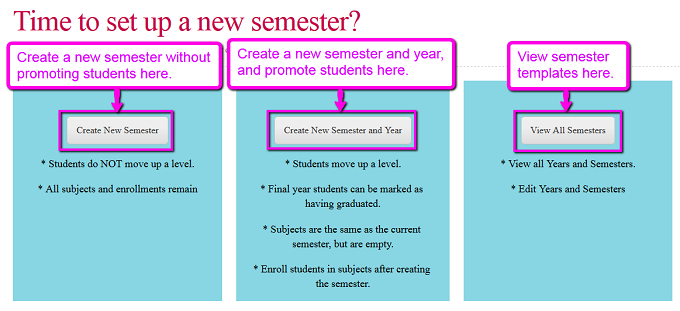 Time to set up a new semester?
Create a new semester without
promoting students here.
Create a new semester and year,
and promote students here.
View semester
templates here.
Create New Semester
Create New Semester and Year
View All Semesters
* Students do NOT move up a level.
* All subjects and enrollments remain
* Students move up a level.
* Final year students can be marked as
having graduated.
* Subjects are the same as the current
semester, but are empty.
* Enroll students in subjects after creating
the semester.
* View all Years and Semesters.
* Edit Years and Semesters